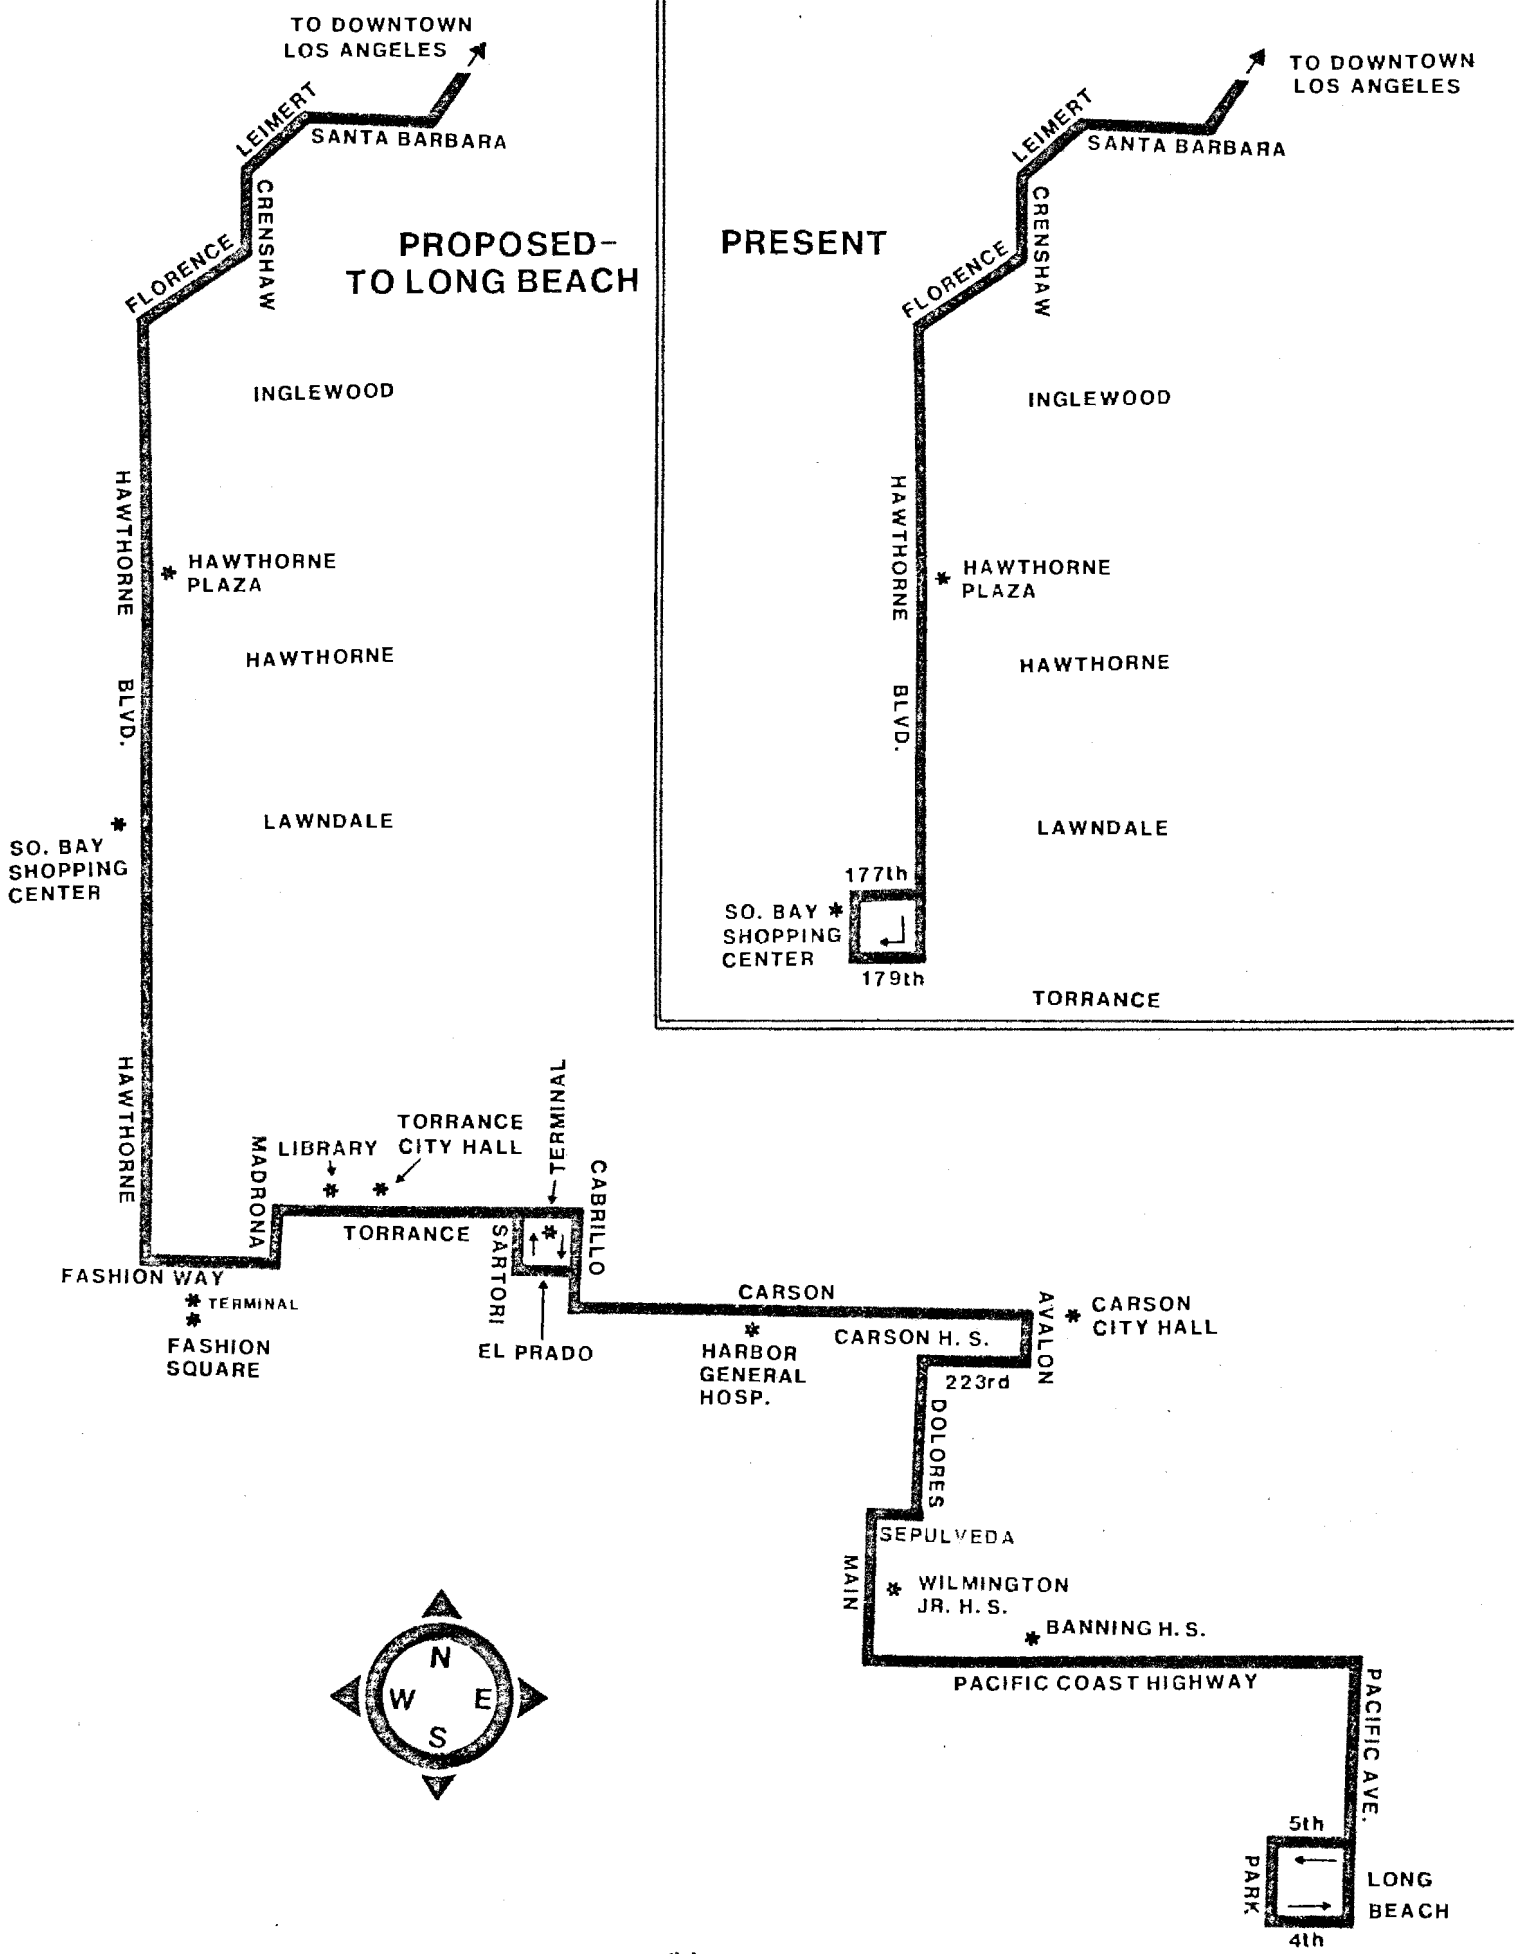 TO DOWNTOWN
LOS ANGELES
LEIMERT
SANTA BARBARA
CRENSHAW
FLORENCE
PROPOSED-
TO LONG BEACH
INGLEWOOD
HAWTHORNE BLVD.
HAWTHORNE
PLAZA
HAWTHORNE
LAWNDALE
SO. BAY
SHOPPING
CENTER
TO DOWNTOWN
LOS ANGELES
LEIMERT
SANTA BARBARA
CRENSHAW
FLORENCE
PRESENT
INGLEWOOD
HAWTHORNE BLVD.
HAWTHORNE
PLAZA
HAWTHORNE
LAWNDALE
177th
SO. BAY
SHOPPING
CENTER
179th
TORRANCE
HAWTHORNE
MADRONA
LIBRARY
TORRANCE
CITY HALL
TERMINAL
CABRILLO
TORRANCE
SARTORI
FASHION WAY
TERMINAL
FASHION
SQUARE
EL PRADO
CARSON
HARBOR
GENERAL
HOSP.
CARSON H. S.
AVALON
CARSON
CITY HALL
223rd
DOLORES
SEPULVEDA
MAIN
WILMINGTON
JR. H. S.
BANNING H. S.
PACIFIC COAST HIGHWAY
PACIFIC AVE.
N
W E
S
5th
PARK
LONG
BEACH
4th